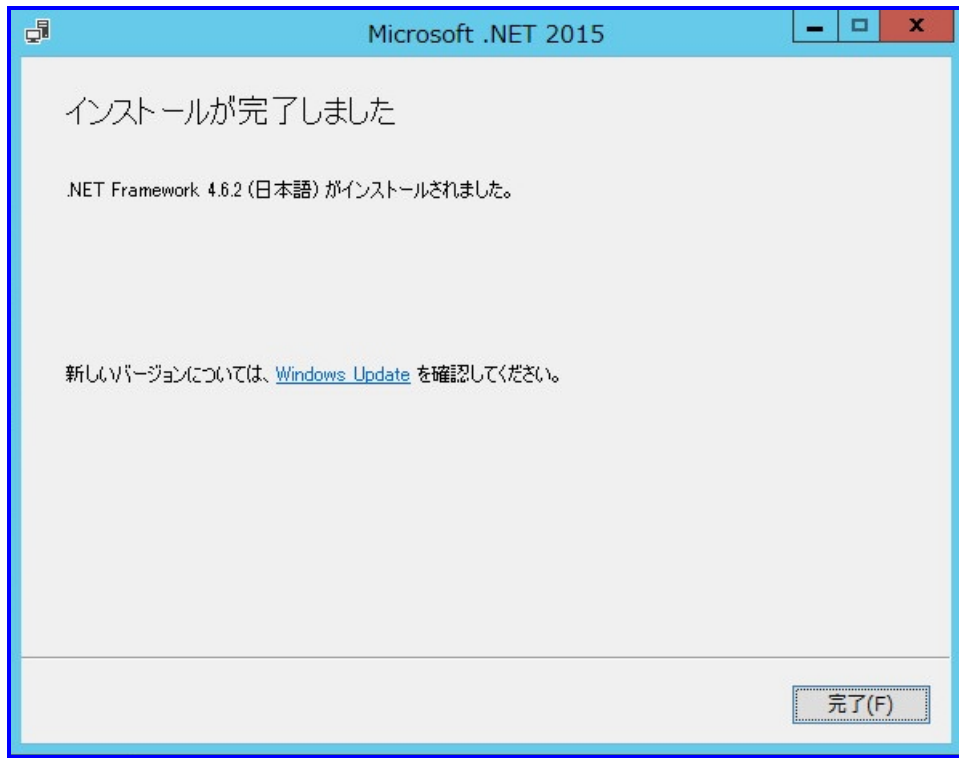 Microsoft .NET 2015
インストールが完了しました
.NET Framework 4.6.2 (日本語) がインストールされました。
新しいバージョンについては、Windows Update を確認してください。
完了(F)